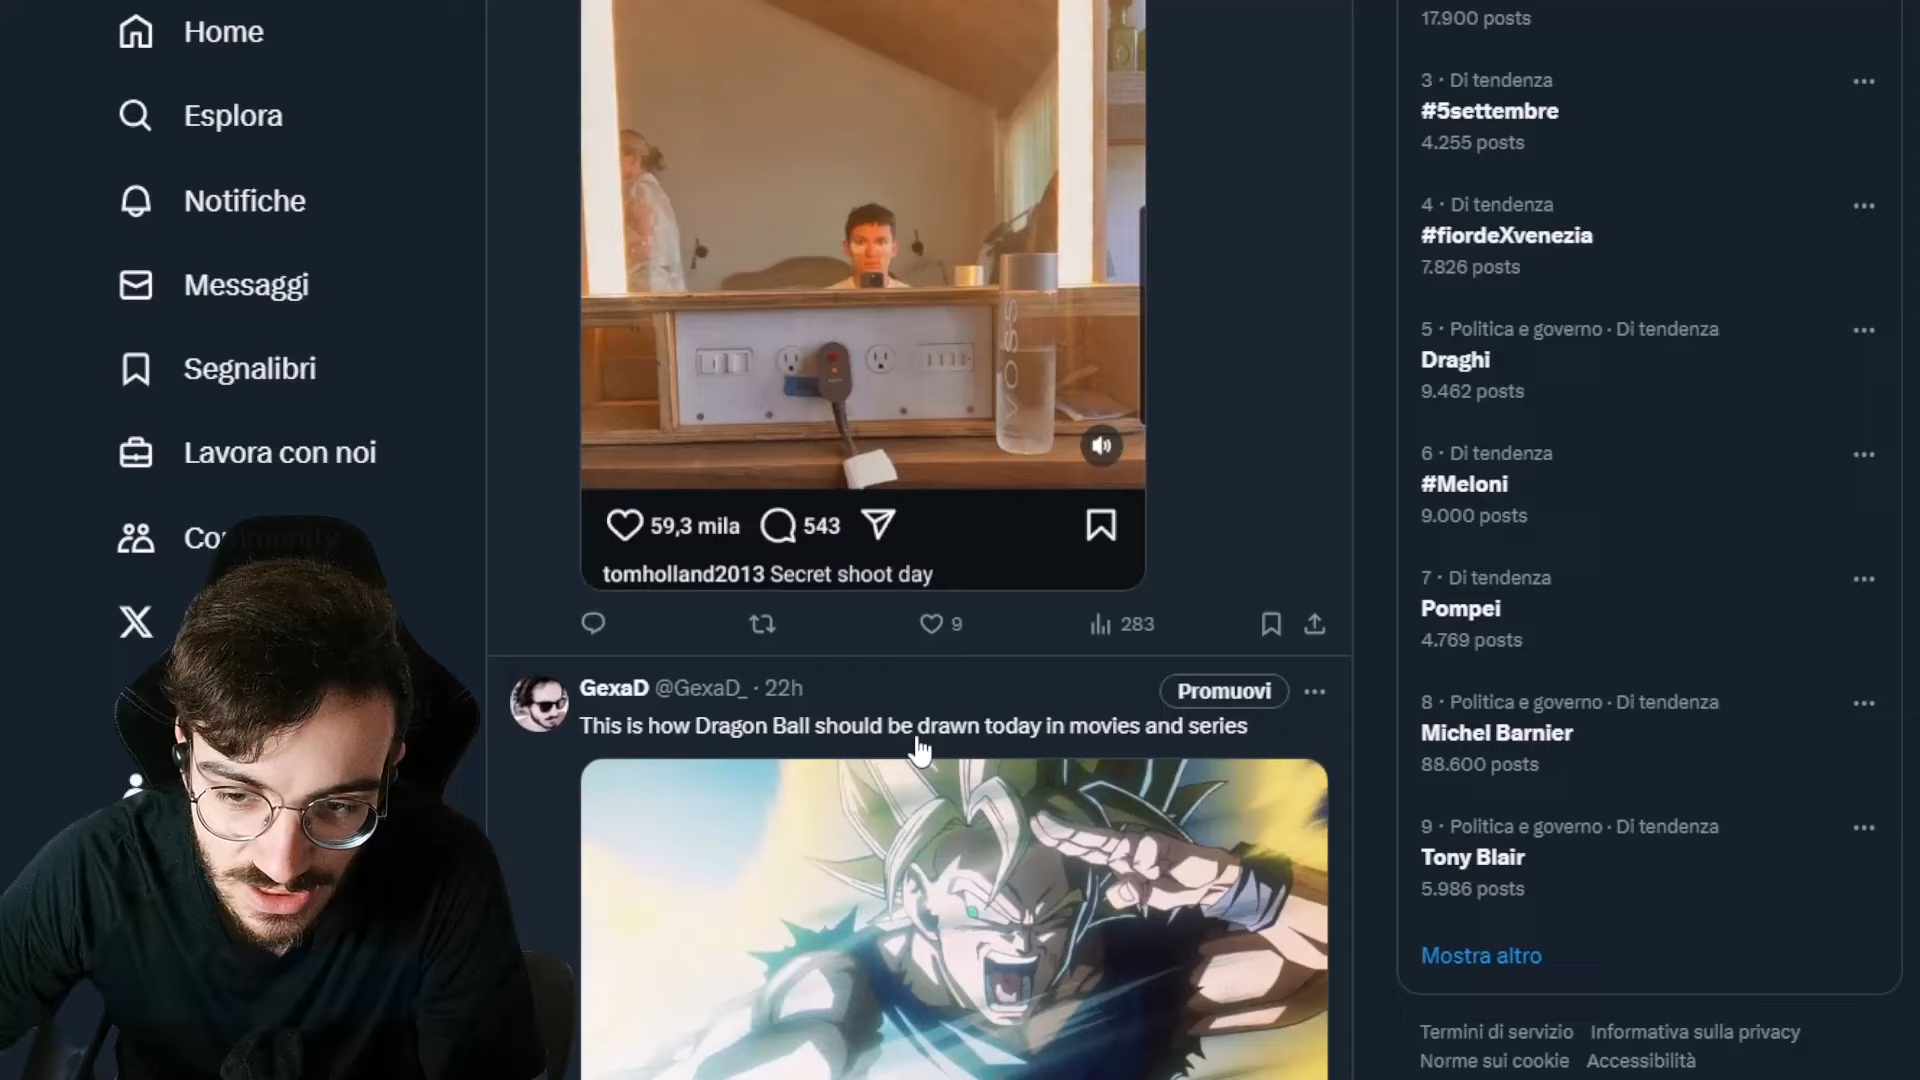 Home
Esplora
Notifiche
Messaggi
Segnalibri
Lavora con noi
VOSS
59,3 mila
543
tomholland2013 Secret shoot day
9
283
GexaD @GexaD_ · 22h
Promuovi
This is how Dragon Ball should be drawn today in movies and series
17.900 posts
3 · Di tendenza
#5settembre
4.255 posts
4 · Di tendenza
#fiordeXvenezia
7.826 posts
5 · Politica e governo · Di tendenza
Draghi
9.462 posts
6 · Di tendenza
#Meloni
9.000 posts
7 · Di tendenza
Pompei
4.769 posts
8 · Politica e governo · Di tendenza
Michel Barnier
88.600 posts
9 · Politica e governo · Di tendenza
Tony Blair
5.986 posts
Mostra altro
Termini di servizio Informativa sulla privacy
Norme sui cookie Accessibilità